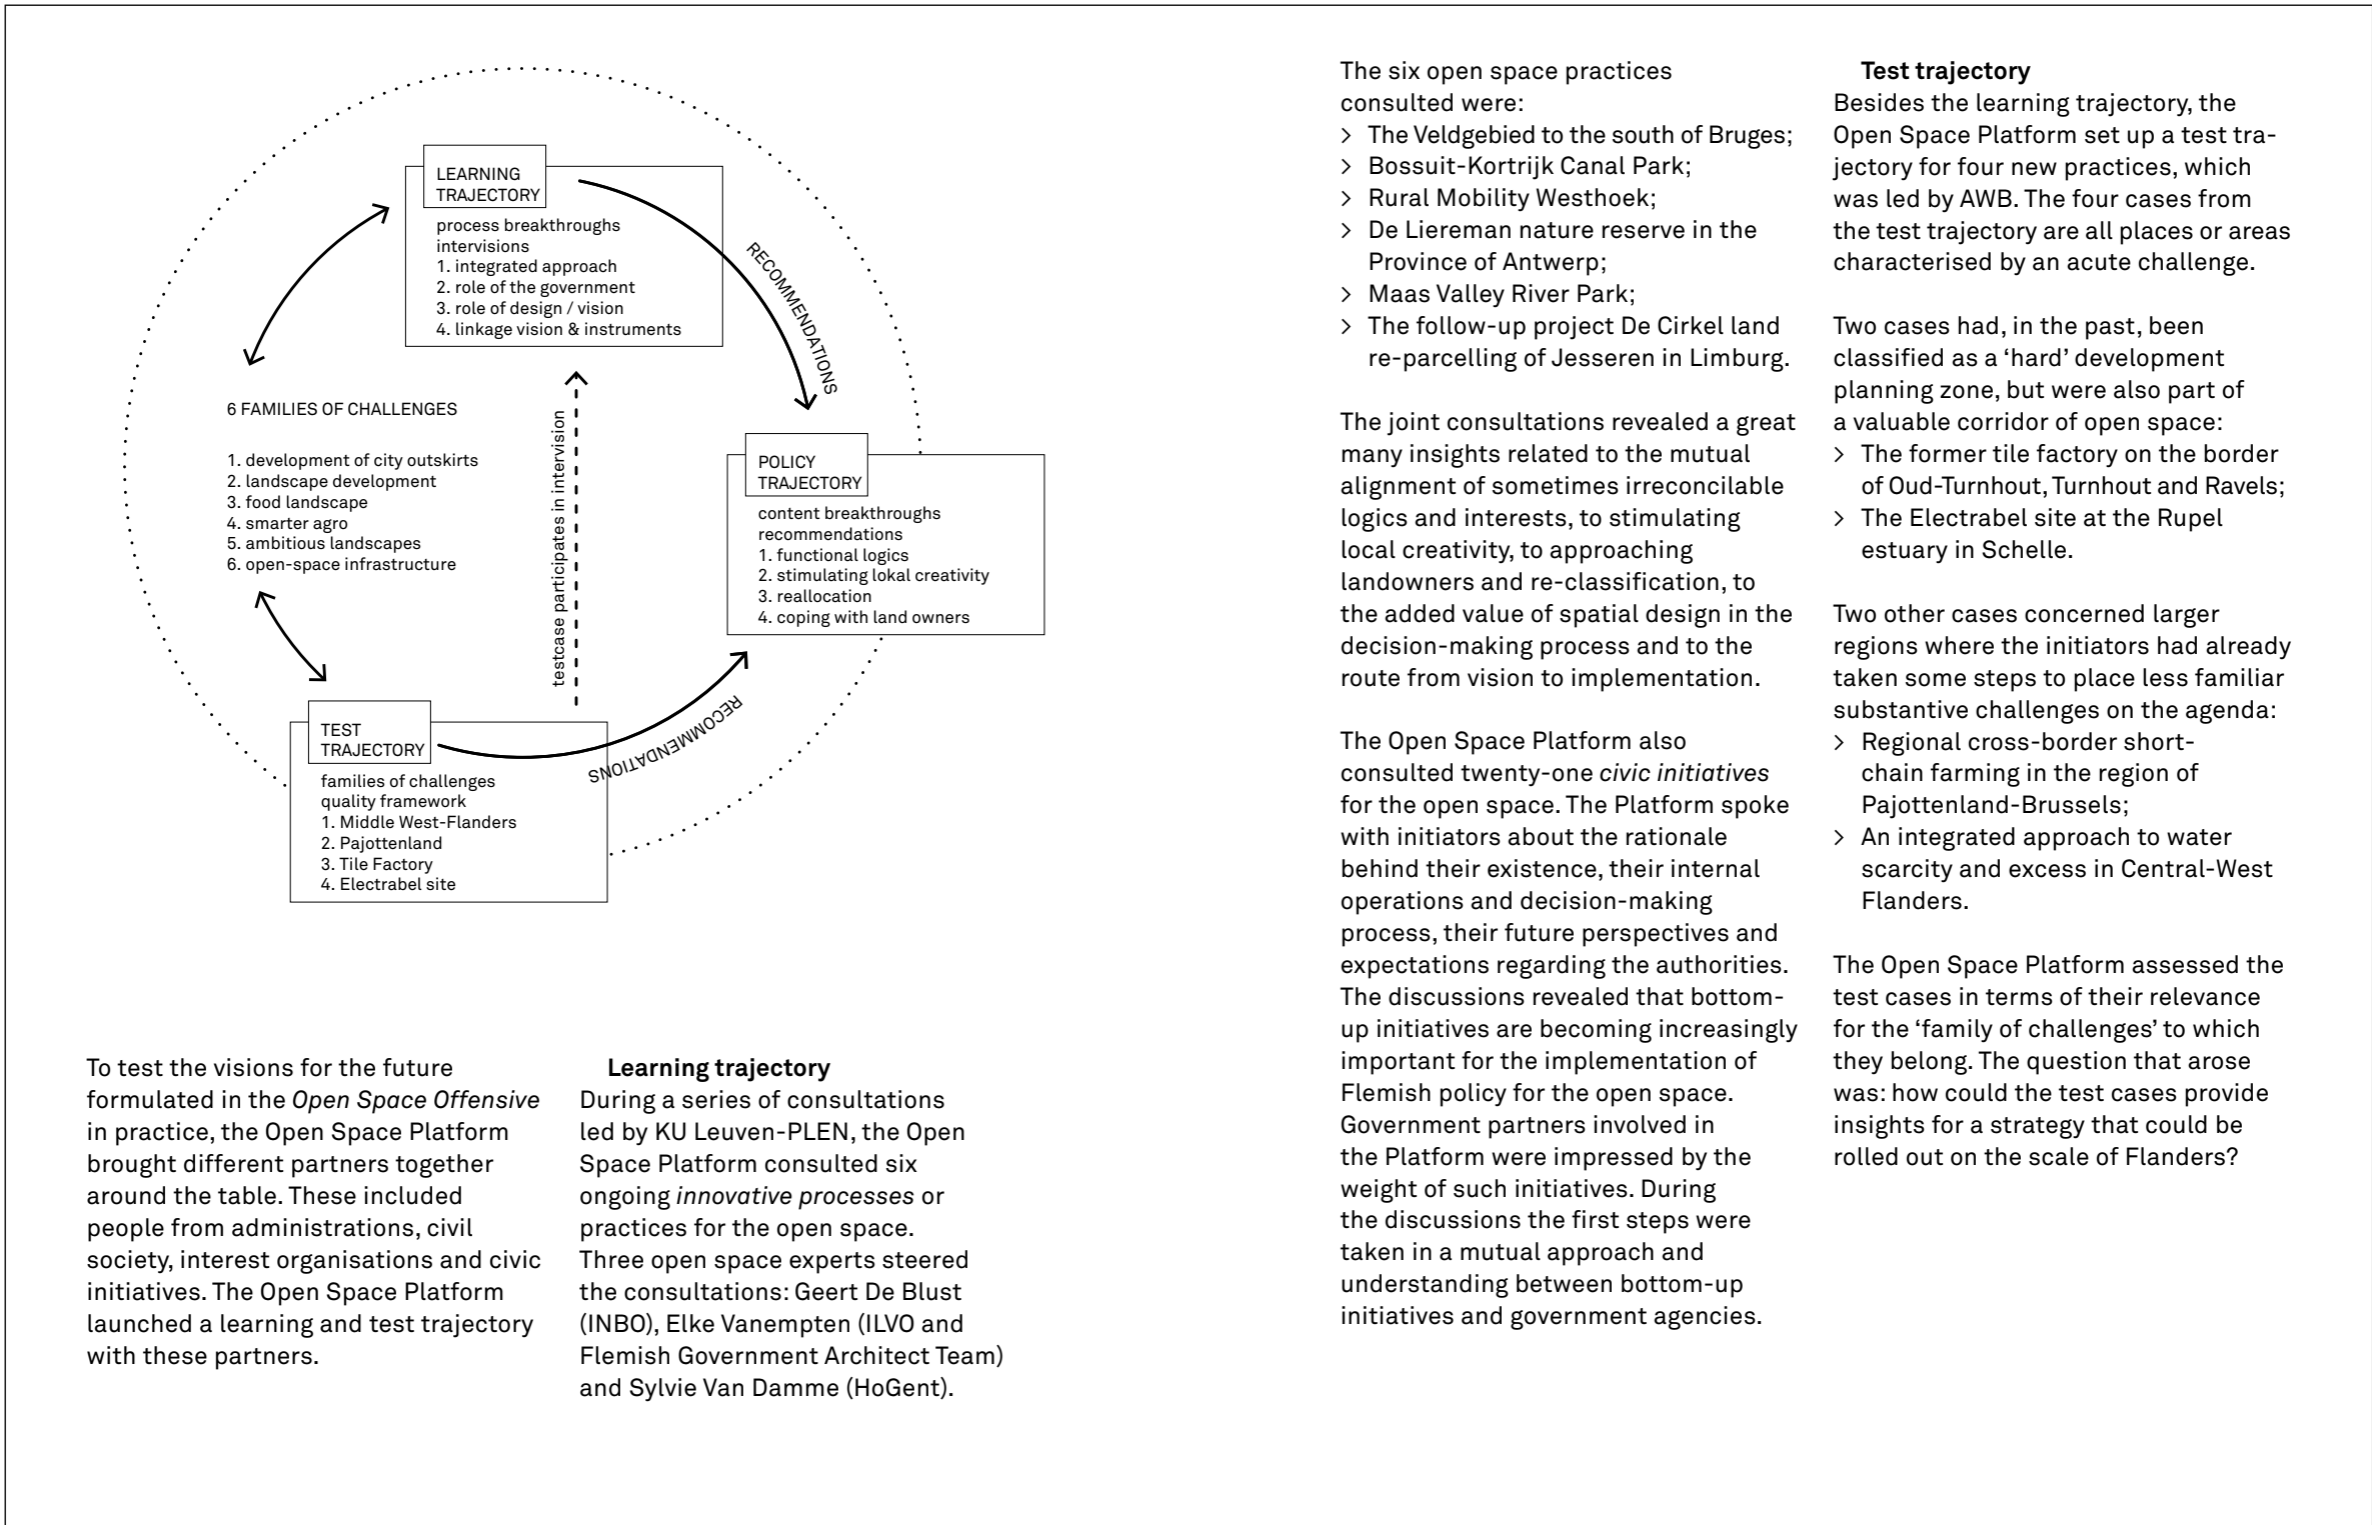 LEARNING
TRAJECTORY
process breakthroughs
intervisions
1. integrated approach
2. role of the government
3. role of design / vision
4. linkage vision & instruments
RECOMMENDATIONS
6 FAMILIES OF CHALLENGES
1. development of city outskirts
2. landscape development
3. food landscape
4. smarter agro
5. ambitious landscapes
6. open-space infrastructure
testcase participates in intervision
POLICY
TRAJECTORY
content breakthroughs
recommendations
1. functional logics
2. stimulating lokal creativity
3. reallocation
4. coping with land owners
TEST
TRAJECTORY
families of challenges
quality framework
1. Middle West-Flanders
2. Pajottenland
3. Tile Factory
4. Electrabel site
RECOMMENDATIONS
To test the visions for the future
formulated in the Open Space Offensive
in practice, the Open Space Platform
brought different partners together
around the table. These included
people from administrations, civil
society, interest organisations and civic
initiatives. The Open Space Platform
launched a learning and test trajectory
with these partners.
Learning trajectory
During a series of consultations
led by KU Leuven-PLEN, the Open
Space Platform consulted six
ongoing innovative processes or
practices for the open space.
Three open space experts steered
the consultations: Geert De Blust
(INBO), Elke Vanempten (ILVO and
Flemish Government Architect Team)
and Sylvie Van Damme (HoGent).
The six open space practices
consulted were:
> The Veldgebied to the south of Bruges;
> Bossuit-Kortrijk Canal Park;
> Rural Mobility Westhoek;
> De Liereman nature reserve in the
Province of Antwerp;
> Maas Valley River Park;
> The follow-up project De Cirkel land
re-parcelling of Jesseren in Limburg.
The joint consultations revealed a great
many insights related to the mutual
alignment of sometimes irreconcilable
logics and interests, to stimulating
local creativity, to approaching
landowners and re-classification, to
the added value of spatial design in the
decision-making process and to the
route from vision to implementation.
The Open Space Platform also
consulted twenty-one civic initiatives
for the open space. The Platform spoke
with initiators about the rationale
behind their existence, their internal
operations and decision-making
process, their future perspectives and
expectations regarding the authorities.
The discussions revealed that bottom-
up initiatives are becoming increasingly
important for the implementation of
Flemish policy for the open space.
Government partners involved in
the Platform were impressed by the
weight of such initiatives. During
the discussions the first steps were
taken in a mutual approach and
understanding between bottom-up
initiatives and government agencies.
Test trajectory
Besides the learning trajectory, the
Open Space Platform set up a test tra-
jectory for four new practices, which
was led by AWB. The four cases from
the test trajectory are all places or areas
characterised by an acute challenge.
Two cases had, in the past, been
classified as a ‘hard’ development
planning zone, but were also part of
a valuable corridor of open space:
> The former tile factory on the border
of Oud-Turnhout, Turnhout and Ravels;
> The Electrabel site at the Rupel
estuary in Schelle.
Two other cases concerned larger
regions where the initiators had already
taken some steps to place less familiar
substantive challenges on the agenda:
> Regional cross-border short-
chain farming in the region of
Pajottenland-Brussels;
> An integrated approach to water
scarcity and excess in Central-West
Flanders.
The Open Space Platform assessed the
test cases in terms of their relevance
for the ‘family of challenges’ to which
they belong. The question that arose
was: how could the test cases provide
insights for a strategy that could be
rolled out on the scale of Flanders?